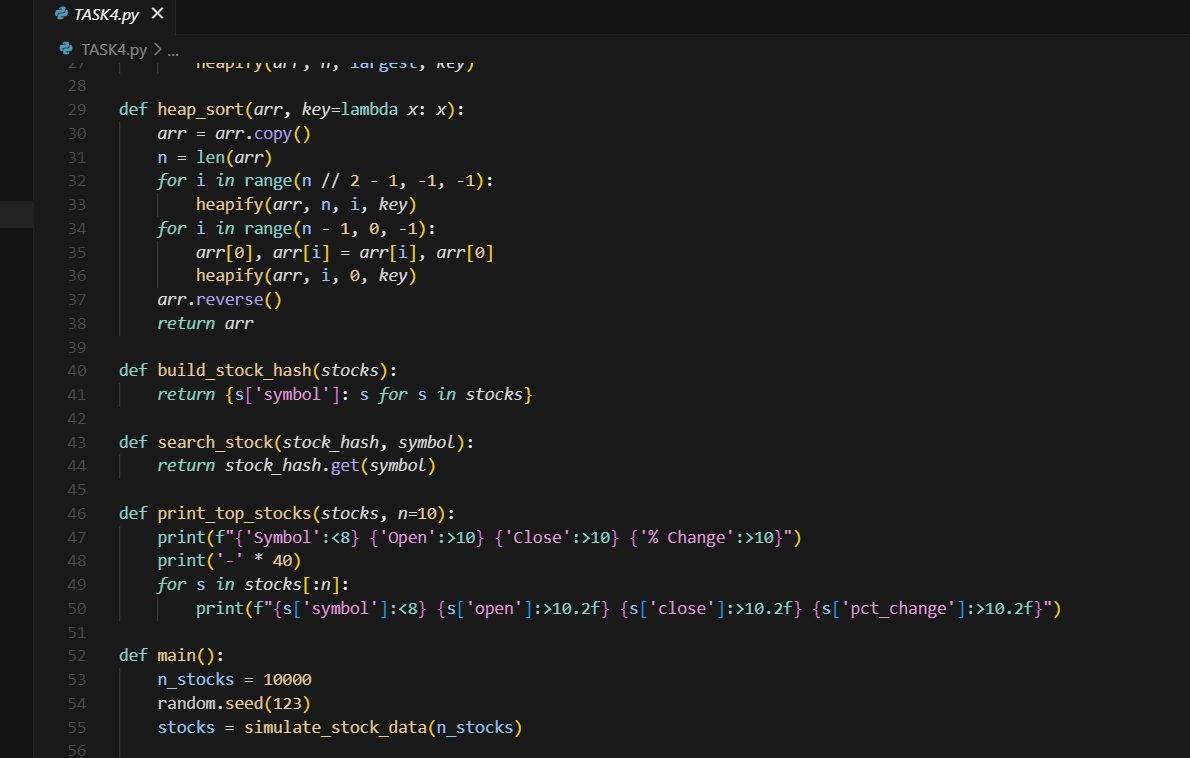 TASK4.py ×
TASK4.py > ...
27 heapify(arr, n, largest, key)
28
29 def heap_sort(arr, key=lambda x: x):
30     arr = arr.copy()
31     n = len(arr)
32     for i in range(n // 2 - 1, -1, -1):
33         heapify(arr, n, i, key)
34     for i in range(n - 1, 0, -1):
35         arr[0], arr[i] = arr[i], arr[0]
36         heapify(arr, i, 0, key)
37     arr.reverse()
38     return arr
39
40 def build_stock_hash(stocks):
41     return {s['symbol']: s for s in stocks}
42
43 def search_stock(stock_hash, symbol):
44     return stock_hash.get(symbol)
45
46 def print_top_stocks(stocks, n=10):
47     print(f"{'Symbol':<8} {'Open':>10} {'Close':>10} {'% Change':>10}")
48     print('-' * 40)
49     for s in stocks[:n]:
50         print(f"{s['symbol']:<8} {s['open']:>10.2f} {s['close']:>10.2f} {s['pct_change']:>10.2f}")
51
52 def main():
53     n_stocks = 10000
54     random.seed(123)
55     stocks = simulate_stock_data(n_stocks)
56